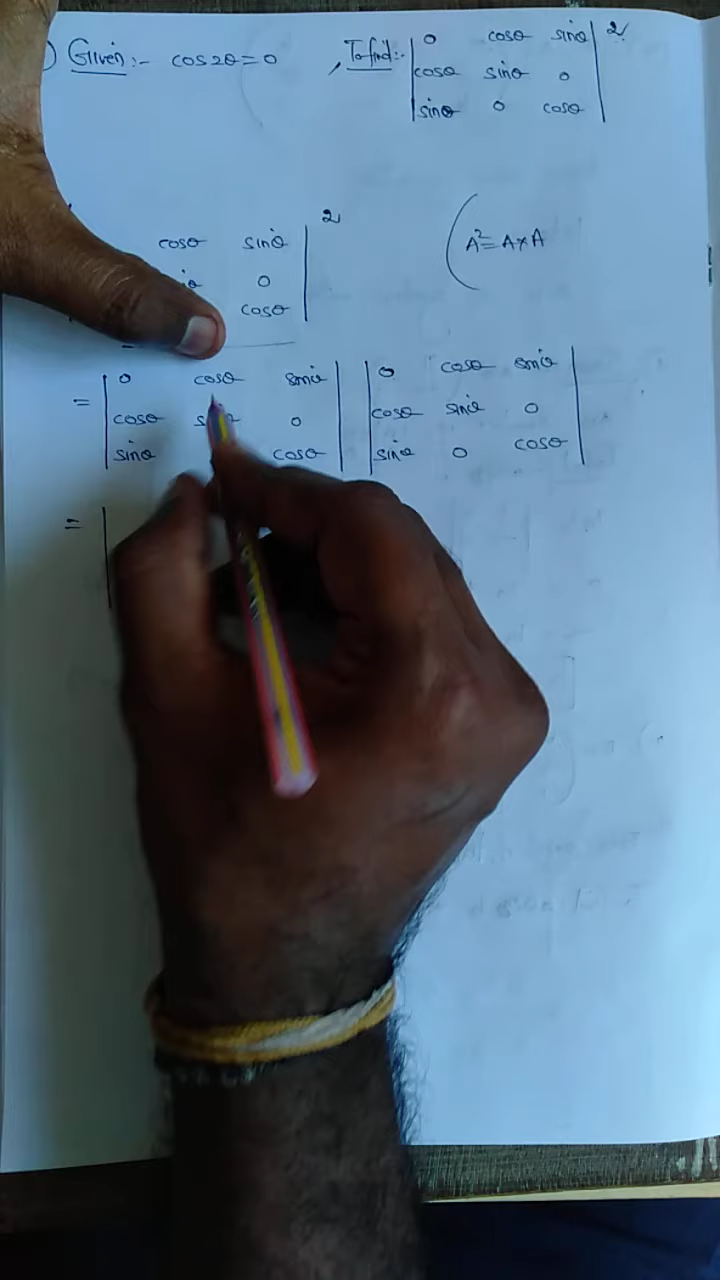 ) Given :- cos2θ=0 , To find:- | 0 cosθ sinθ | 2
| cosθ sinθ 0 |
| sinθ 0 cosθ |
cosθ sinθ | 2
0 | ( A²=A×A
cosθ |
= | 0 cosθ sinθ | | 0 cosθ sinθ |
| cosθ 0 | | cosθ sinθ 0 |
| sinθ cosθ | | sinθ 0 cosθ |
= |